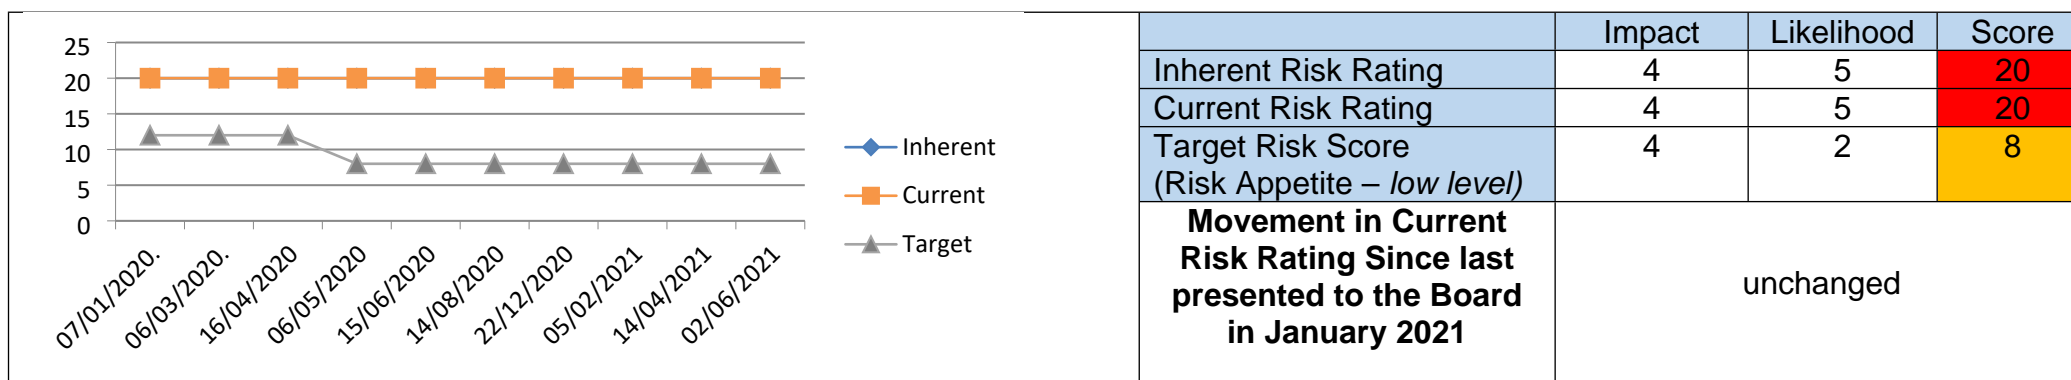 25
20
15
10
5
0
07/01/2020.
06/03/2020.
16/04/2020
06/05/2020
15/06/2020
14/08/2020
22/12/2020
05/02/2021
14/04/2021
02/06/2021
Inherent
Current
Target
Impact Likelihood Score
Inherent Risk Rating 4 5 20
Current Risk Rating 4 5 20
Target Risk Score 4 2 8
(Risk Appetite – low level)
Movement in Current
Risk Rating Since last
presented to the Board
in January 2021
unchanged